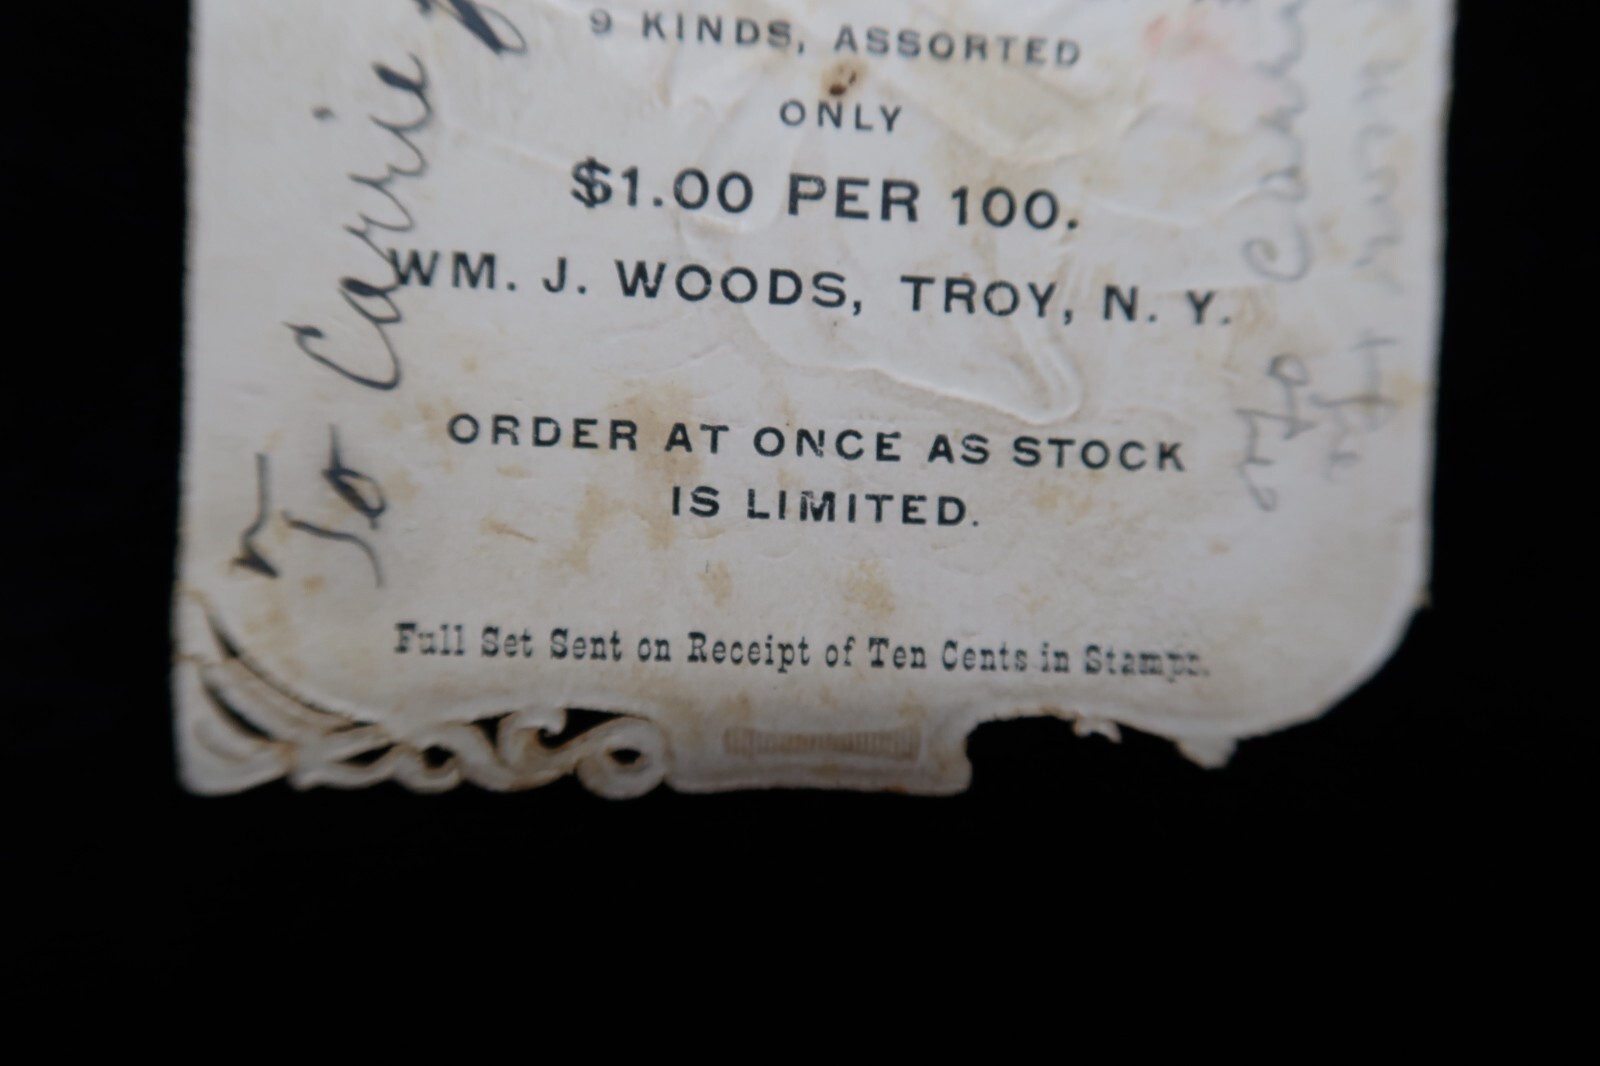 9 KINDS, ASSORTED
ONLY
$1.00 PER 100.
WM. J. WOODS, TROY, N. Y.
ORDER AT ONCE AS STOCK
IS LIMITED.
Full Set Sent on Receipt of Ten Cents in Stamps.
To Carrie
To